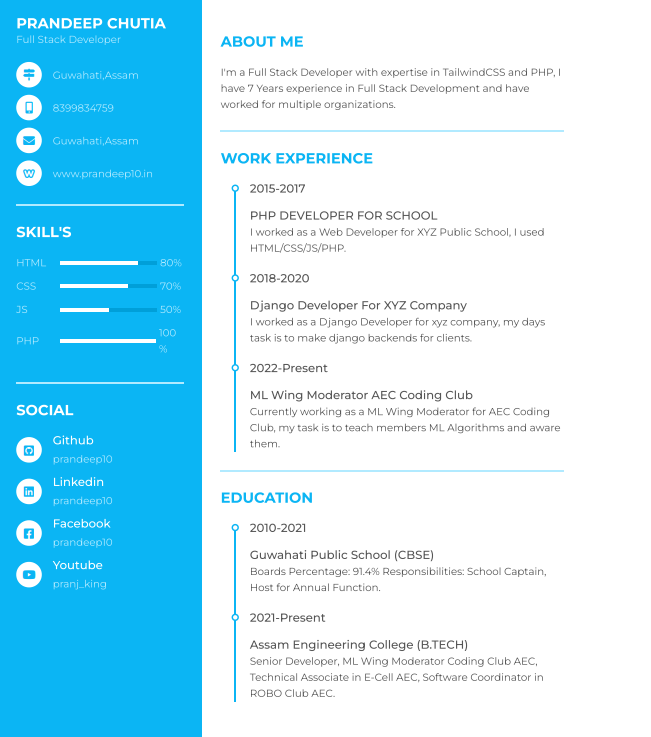 PRANDEEP CHUTIA
Full Stack Developer
Guwahati,Assam
8399834759
Guwahati,Assam
www.prandeep10.in
SKILL'S
HTML 80%
CSS 70%
JS 50%
PHP 100
%
SOCIAL
Github
prandeep10
Linkedin
prandeep10
Facebook
prandeep10
Youtube
pranj_king
ABOUT ME
I'm a Full Stack Developer with expertise in TailwindCSS and PHP, I
have 7 Years experience in Full Stack Development and have
worked for multiple organizations.
WORK EXPERIENCE
2015-2017
PHP DEVELOPER FOR SCHOOL
I worked as a Web Developer for XYZ Public School, I used
HTML/CSS/JS/PHP.
2018-2020
Django Developer For XYZ Company
I worked as a Django Developer for xyz company, my days
task is to make django backends for clients.
2022-Present
ML Wing Moderator AEC Coding Club
Currently working as a ML Wing Moderator for AEC Coding
Club, my task is to teach members ML Algorithms and aware
them.
EDUCATION
2010-2021
Guwahati Public School (CBSE)
Boards Percentage: 91.4% Responsibilities: School Captain,
Host for Annual Function.
2021-Present
Assam Engineering College (B.TECH)
Senior Developer, ML Wing Moderator Coding Club AEC,
Technical Associate in E-Cell AEC, Software Coordinator in
ROBO Club AEC.